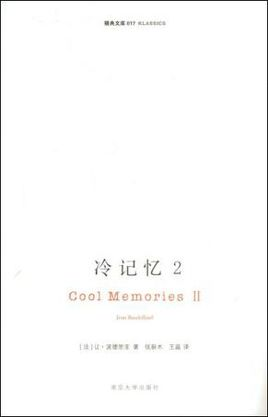 精典文库 017 KLASSICS
冷记忆 2
Cool Memories II
Jean Baudrillard
［法］让·波德里亚 著 张新木 王晶 译
南京大学出版社